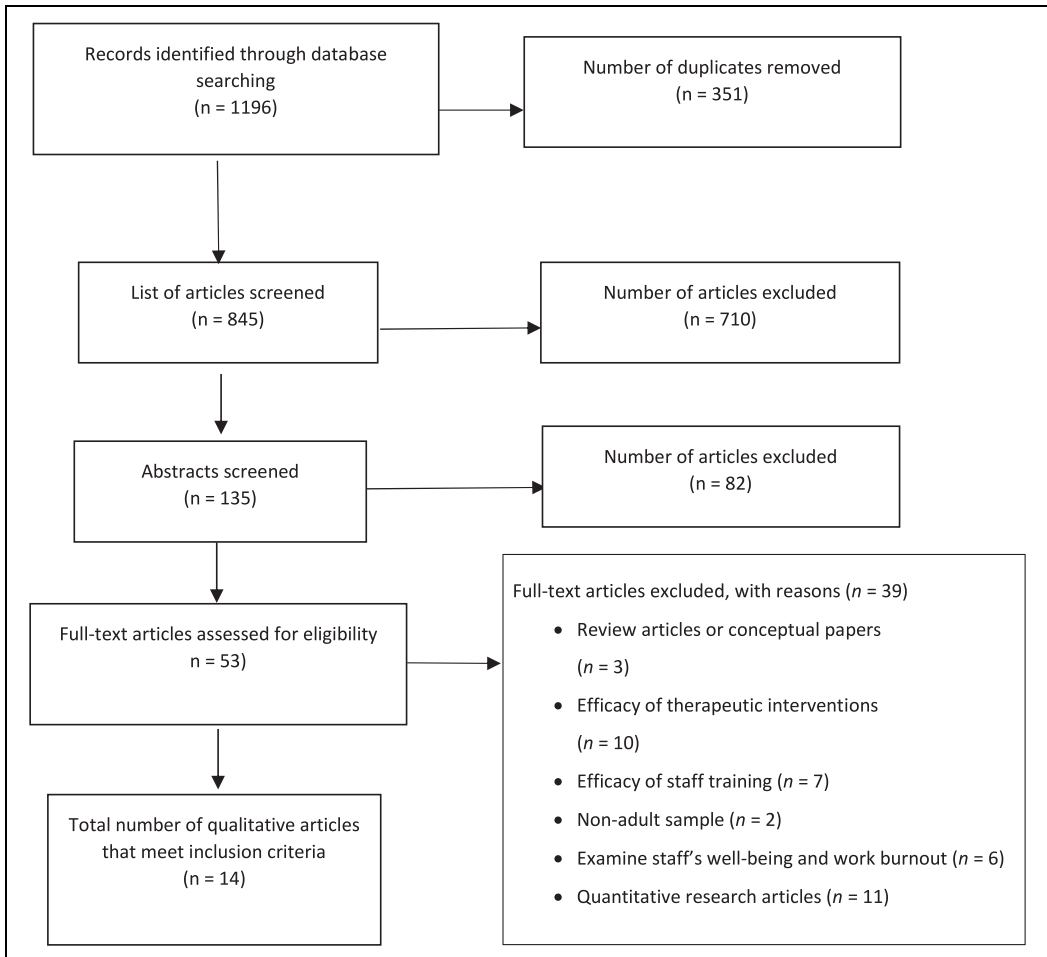 Records identified through database
searching
(n = 1196)
Number of duplicates removed
(n = 351)
List of articles screened
(n = 845)
Number of articles excluded
(n = 710)
Abstracts screened
(n = 135)
Number of articles excluded
(n = 82)
Full-text articles assessed for eligibility
n = 53)
Full-text articles excluded, with reasons (n = 39)
• Review articles or conceptual papers
(n = 3)
• Efficacy of therapeutic interventions
(n = 10)
• Efficacy of staff training (n = 7)
• Non-adult sample (n = 2)
• Examine staff’s well-being and work burnout (n = 6)
• Quantitative research articles (n = 11)
Total number of qualitative articles
that meet inclusion criteria
(n = 14)